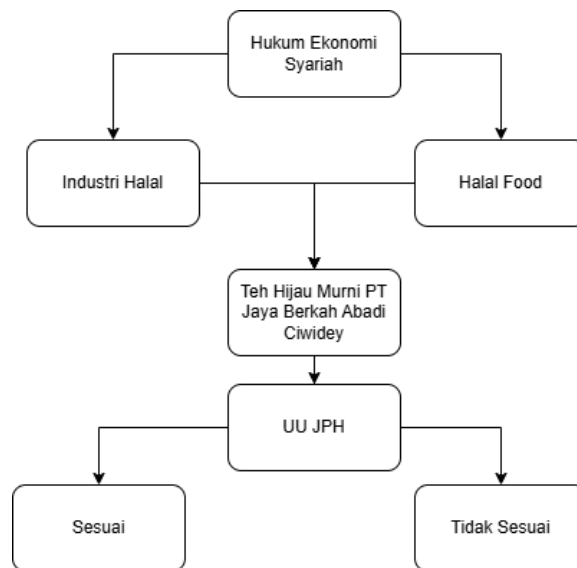 Hukum Ekonomi
Syariah
Industri Halal
Halal Food
Teh Hijau Murni PT
Jaya Berkah Abadi
Ciwidey
UU JPH
Sesuai
Tidak Sesuai